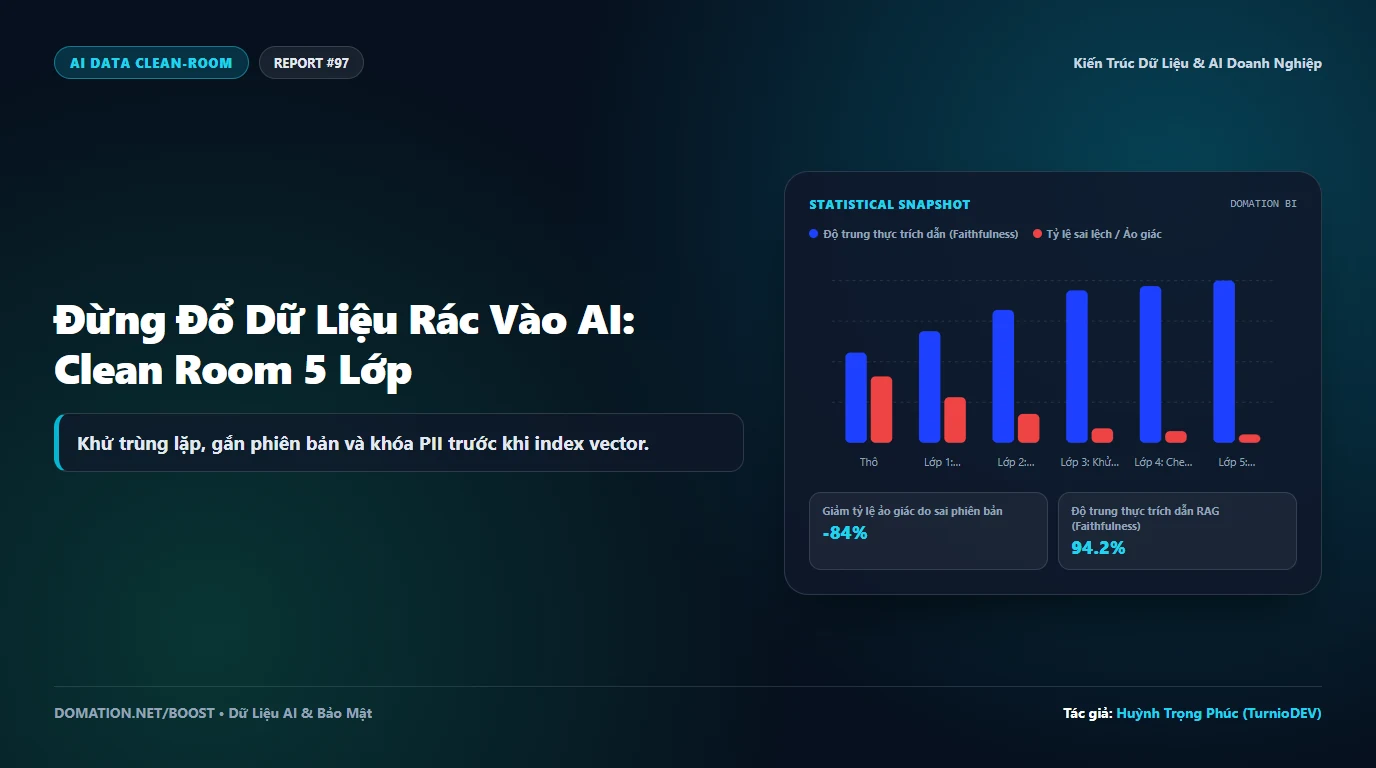 AI DATA CLEAN-ROOM
REPORT #97
Kiến Trúc Dữ Liệu & AI Doanh Nghiệp
Đừng Đổ Dữ Liệu Rác Vào AI:
Clean Room 5 Lớp
Khử trùng lặp, gắn phiên bản và khóa PII trước khi index vector.
STATISTICAL SNAPSHOT
DOMATION BI
Độ trung thực trích dẫn (Faithfulness)
Tỷ lệ sai lệch / Ảo giác
Thô
Lớp 1:...
Lớp 2:...
Lớp 3: Khử...
Lớp 4: Che...
Lớp 5:...
Giảm tỷ lệ ảo giác do sai phiên bản
-84%
Độ trung thực trích dẫn RAG
(Faithfulness)
94.2%
DOMATION.NET/BOOST • Dữ Liệu AI & Bảo Mật
Tác giả: Huỳnh Trọng Phúc (TurnioDEV)